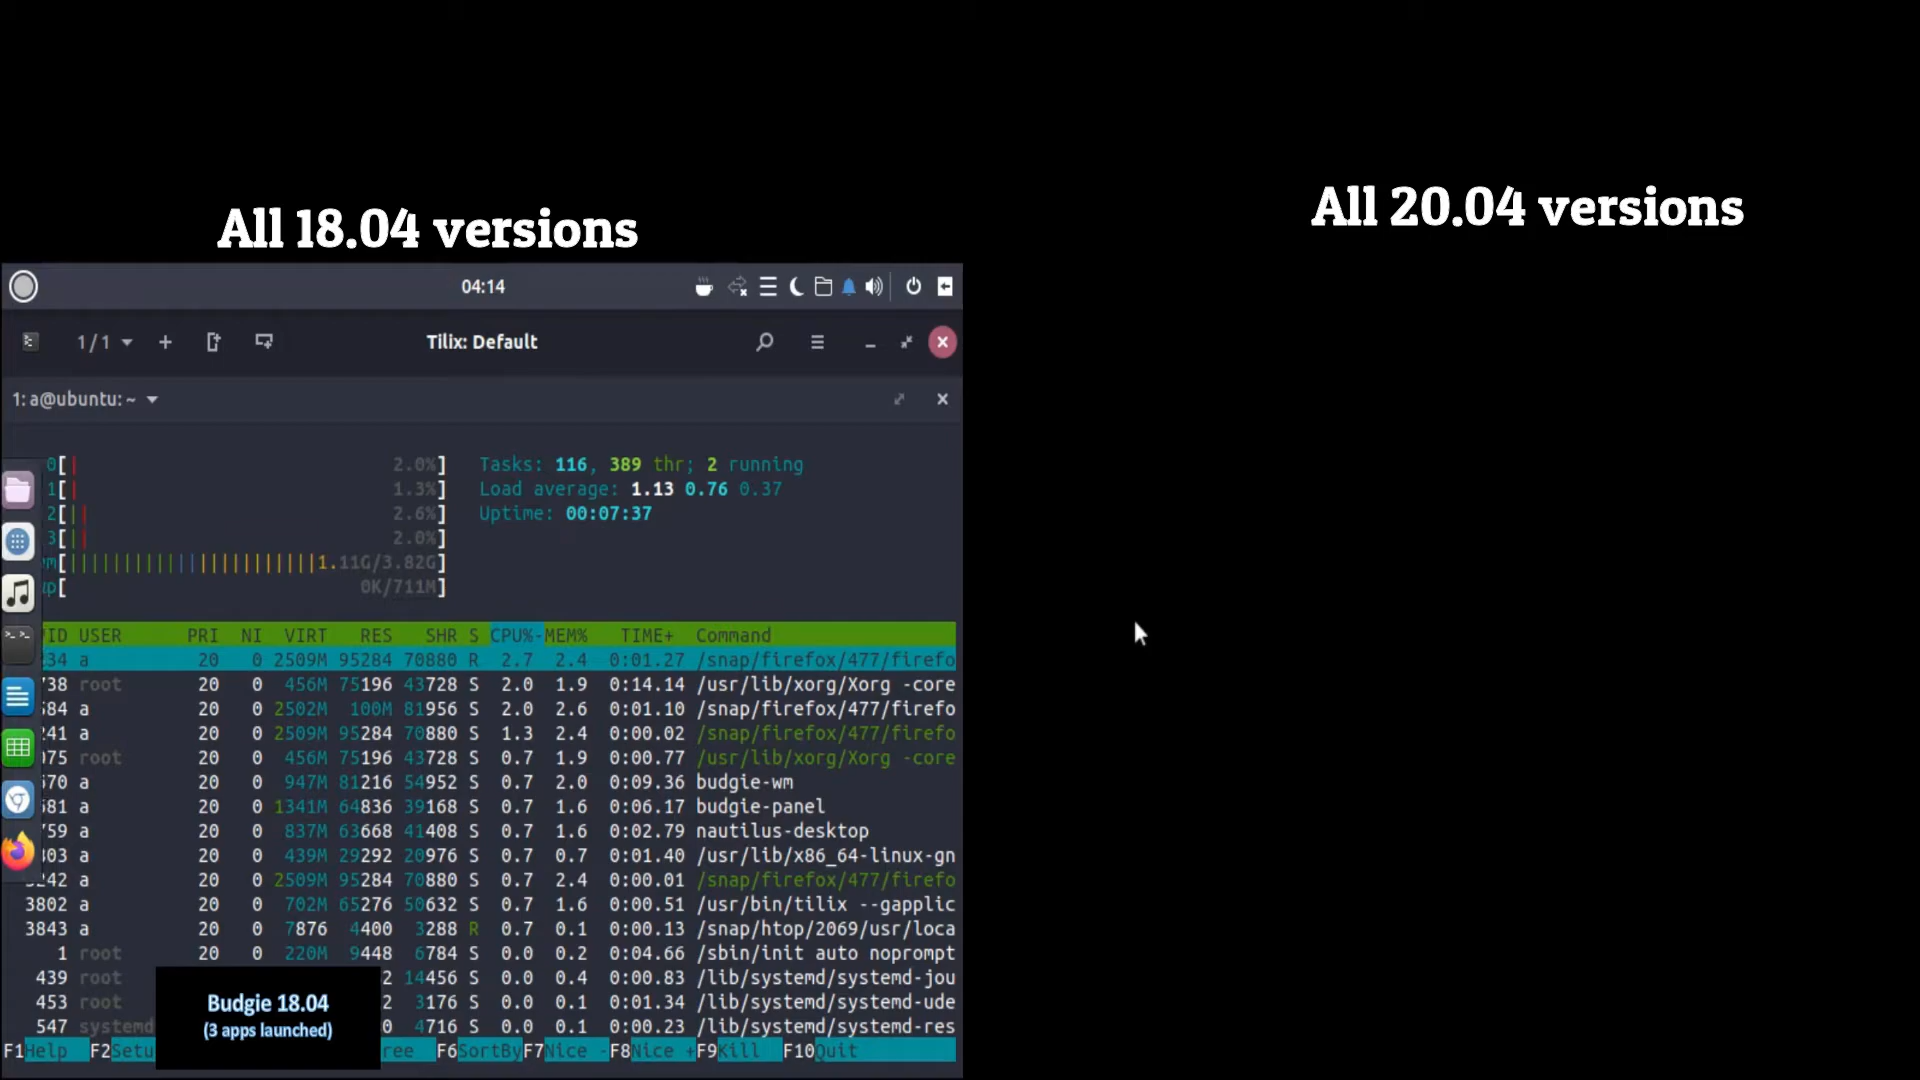 All 18.04 versions
All 20.04 versions
04:14
1 / 1
Tilix: Default
1: a@ubuntu: ~
0[ 2.0%] Tasks: 116, 389 thr; 2 running
1[ 1.3%] Load average: 1.13 0.76 0.37
2[ 2.6%] Uptime: 00:07:37
3[ 2.0%]
m[ 1.11G/3.82G]
p[ 0K/711M]
ID USER PRI NI VIRT RES SHR S CPU%-MEM% TIME+ Command
34 a 20 0 2509M 95284 70880 R 2.7 2.4 0:01.27 /snap/firefox/477/firefo
738 root 20 0 456M 75196 43728 S 2.0 1.9 0:14.14 /usr/lib/xorg/Xorg -core
584 a 20 0 2502M 100M 81956 S 2.0 2.6 0:01.10 /snap/firefox/477/firefo
241 a 20 0 2509M 95284 70880 S 1.3 2.4 0:00.02 /snap/firefox/477/firefo
075 root 20 0 456M 75196 43728 S 0.7 1.9 0:00.77 /usr/lib/xorg/Xorg -core
670 a 20 0 947M 81216 54952 S 0.7 2.0 0:09.36 budgie-wm
681 a 20 0 1341M 64836 39168 S 0.7 1.6 0:06.17 budgie-panel
759 a 20 0 837M 63668 41408 S 0.7 1.6 0:02.79 nautilus-desktop
303 a 20 0 439M 29292 20976 S 0.7 0.7 0:01.40 /usr/lib/x86_64-linux-gn
3242 a 20 0 2509M 95284 70880 S 0.7 2.4 0:00.01 /snap/firefox/477/firefo
3802 a 20 0 702M 65276 50632 S 0.7 1.6 0:00.51 /usr/bin/tilix --gapplic
3843 a 20 0 7876 4400 3288 R 0.7 0.1 0:00.13 /snap/htop/2069/usr/loca
1 root 20 0 220M 9448 6784 S 0.0 0.2 0:04.66 /sbin/init auto noprompt
439 root 2 14456 S 0.0 0.4 0:00.83 /lib/systemd/systemd-jou
453 root 2 3176 S 0.0 0.1 0:01.34 /lib/systemd/systemd-ude
547 systemd 0 4716 S 0.0 0.1 0:00.23 /lib/systemd/systemd-res
F1Help F2Setu ree F6SortByF7Nice -F8Nice +F9Kill F10Quit
Budgie 18.04
(3 apps launched)